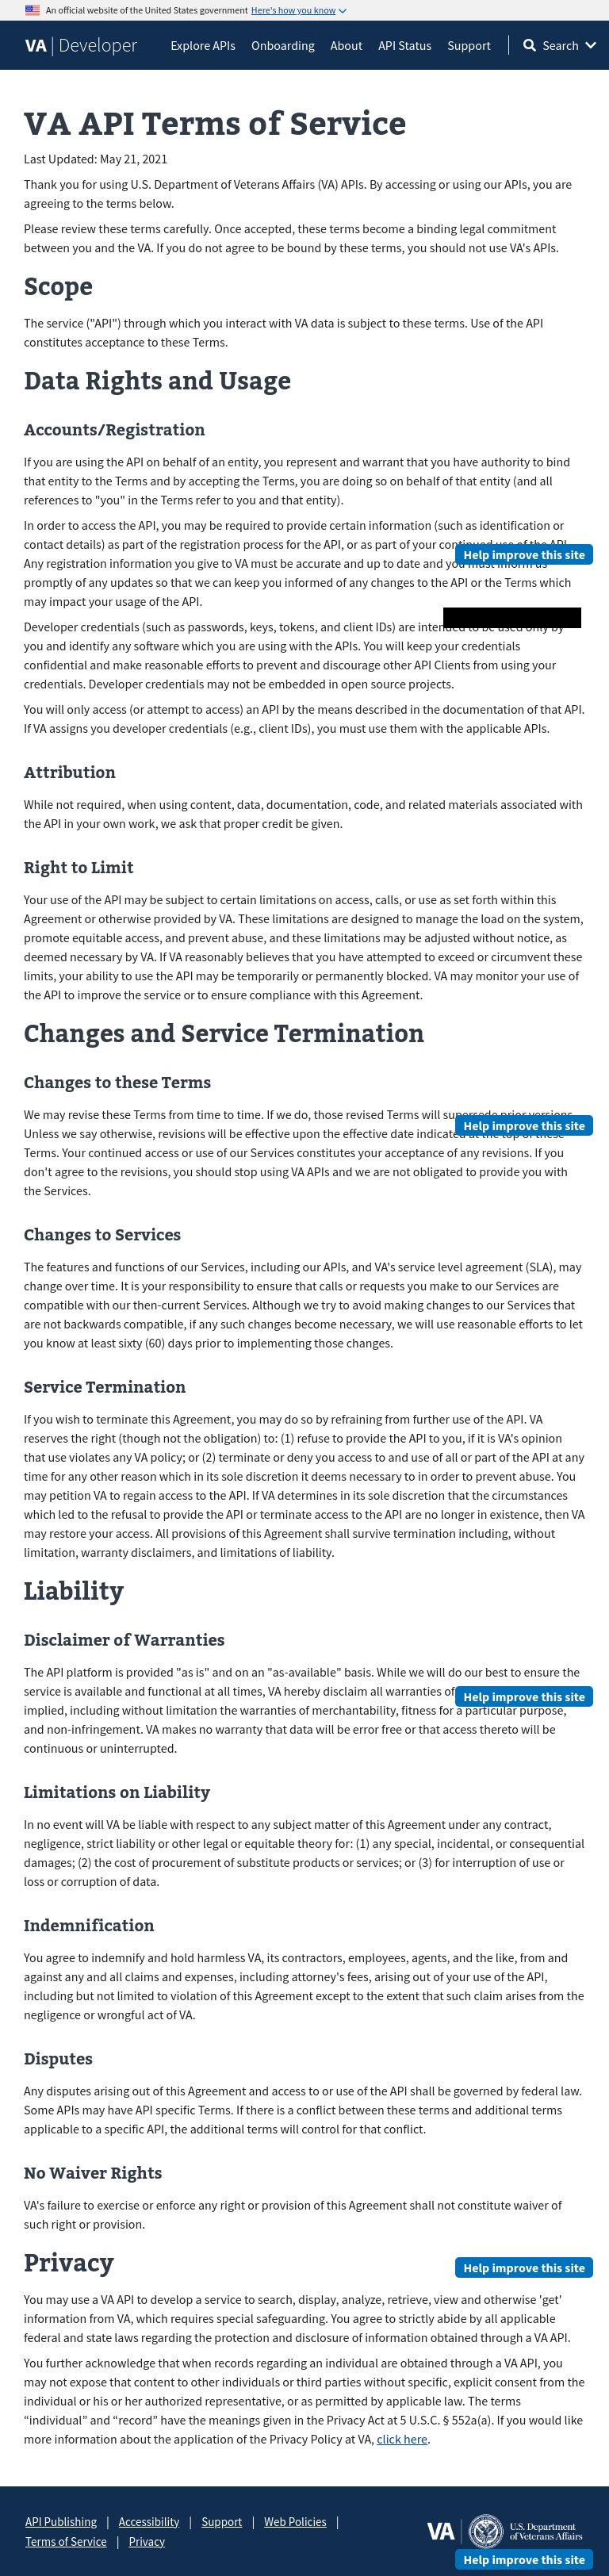 An official website of the United States government Here's how you know
VA | Developer Explore APIs Onboarding About API Status Support Search
VA API Terms of Service
Last Updated: May 21, 2021
Thank you for using U.S. Department of Veterans Affairs (VA) APIs. By accessing or using our APIs, you are
agreeing to the terms below.
Please review these terms carefully. Once accepted, these terms become a binding legal commitment
between you and the VA. If you do not agree to be bound by these terms, you should not use VA's APIs.
Scope
The service ("API") through which you interact with VA data is subject to these terms. Use of the API
constitutes acceptance to these Terms.
Data Rights and Usage
Accounts/Registration
If you are using the API on behalf of an entity, you represent and warrant that you have authority to bind
that entity to the Terms and by accepting the Terms, you are doing so on behalf of that entity (and all
references to "you" in the Terms refer to you and that entity).
In order to access the API, you may be required to provide certain information (such as identification or
contact details) as part of the registration process for the API, or as part of your continued use of the API.
Help improve this site
Any registration information you give to VA must be accurate and up to date and you must inform us
promptly of any updates so that we can keep you informed of any changes to the API or the Terms which
may impact your usage of the API.
Developer credentials (such as passwords, keys, tokens, and client IDs) are intended to be used only by
you and identify any software which you are using with the APIs. You will keep your credentials
confidential and make reasonable efforts to prevent and discourage other API Clients from using your
credentials. Developer credentials may not be embedded in open source projects.
You will only access (or attempt to access) an API by the means described in the documentation of that API.
If VA assigns you developer credentials (e.g., client IDs), you must use them with the applicable APIs.
Attribution
While not required, when using content, data, documentation, code, and related materials associated with
the API in your own work, we ask that proper credit be given.
Right to Limit
Your use of the API may be subject to certain limitations on access, calls, or use as set forth within this
Agreement or otherwise provided by VA. These limitations are designed to manage the load on the system,
promote equitable access, and prevent abuse, and these limitations may be adjusted without notice, as
deemed necessary by VA. If VA reasonably believes that you have attempted to exceed or circumvent these
limits, your ability to use the API may be temporarily or permanently blocked. VA may monitor your use of
the API to improve the service or to ensure compliance with this Agreement.
Changes and Service Termination
Changes to these Terms
We may revise these Terms from time to time. If we do, those revised Terms will supersede prior versions.
Help improve this site
Unless we say otherwise, revisions will be effective upon the effective date indicated at the top of these
Terms. Your continued access or use of our Services constitutes your acceptance of any revisions. If you
don't agree to the revisions, you should stop using VA APIs and we are not obligated to provide you with
the Services.
Changes to Services
The features and functions of our Services, including our APIs, and VA's service level agreement (SLA), may
change over time. It is your responsibility to ensure that calls or requests you make to our Services are
compatible with our then-current Services. Although we try to avoid making changes to our Services that
are not backwards compatible, if any such changes become necessary, we will use reasonable efforts to let
you know at least sixty (60) days prior to implementing those changes.
Service Termination
If you wish to terminate this Agreement, you may do so by refraining from further use of the API. VA
reserves the right (though not the obligation) to: (1) refuse to provide the API to you, if it is VA's opinion
that use violates any VA policy; or (2) terminate or deny you access to and use of all or part of the API at any
time for any other reason which in its sole discretion it deems necessary to in order to prevent abuse. You
may petition VA to regain access to the API. If VA determines in its sole discretion that the circumstances
which led to the refusal to provide the API or terminate access to the API are no longer in existence, then VA
may restore your access. All provisions of this Agreement shall survive termination including, without
limitation, warranty disclaimers, and limitations of liability.
Liability
Disclaimer of Warranties
The API platform is provided "as is" and on an "as-available" basis. While we will do our best to ensure the
service is available and functional at all times, VA hereby disclaim all warranties of
Help improve this site
implied, including without limitation the warranties of merchantability, fitness for a particular purpose,
and non-infringement. VA makes no warranty that data will be error free or that access thereto will be
continuous or uninterrupted.
Limitations on Liability
In no event will VA be liable with respect to any subject matter of this Agreement under any contract,
negligence, strict liability or other legal or equitable theory for: (1) any special, incidental, or consequential
damages; (2) the cost of procurement of substitute products or services; or (3) for interruption of use or
loss or corruption of data.
Indemnification
You agree to indemnify and hold harmless VA, its contractors, employees, agents, and the like, from and
against any and all claims and expenses, including attorney's fees, arising out of your use of the API,
including but not limited to violation of this Agreement except to the extent that such claim arises from the
negligence or wrongful act of VA.
Disputes
Any disputes arising out of this Agreement and access to or use of the API shall be governed by federal law.
Some APIs may have API specific Terms. If there is a conflict between these terms and additional terms
applicable to a specific API, the additional terms will control for that conflict.
No Waiver Rights
VA's failure to exercise or enforce any right or provision of this Agreement shall not constitute waiver of
such right or provision.
Privacy
Help improve this site
You may use a VA API to develop a service to search, display, analyze, retrieve, view and otherwise 'get'
information from VA, which requires special safeguarding. You agree to strictly abide by all applicable
federal and state laws regarding the protection and disclosure of information obtained through a VA API.
You further acknowledge that when records regarding an individual are obtained through a VA API, you
may not expose that content to other individuals or third parties without specific, explicit consent from the
individual or his or her authorized representative, or as permitted by applicable law. The terms
“individual” and “record” have the meanings given in the Privacy Act at 5 U.S.C. § 552a(a). If you would like
more information about the application of the Privacy Policy at VA, click here.
API Publishing | Accessibility | Support | Web Policies |
Terms of Service | Privacy
VA | U.S. Department
of Veterans Affairs
Help improve this site